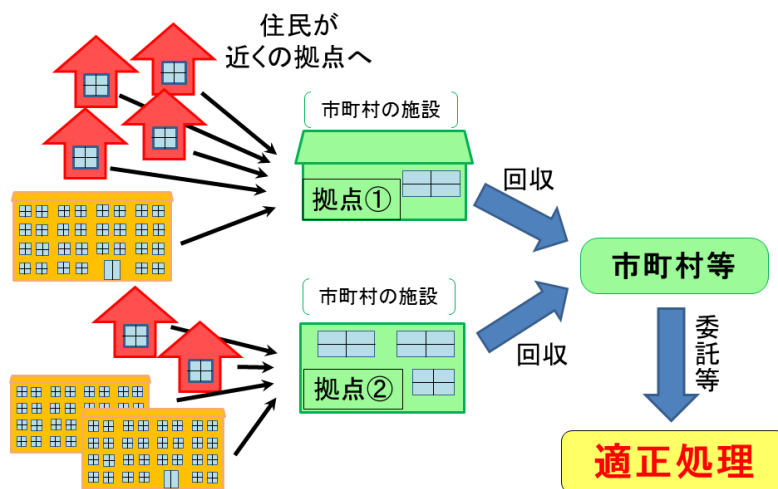 住民が
近くの拠点へ
市町村の施設
拠点①
回収
市町村等
市町村の施設
拠点②
回収
委託等
適正処理